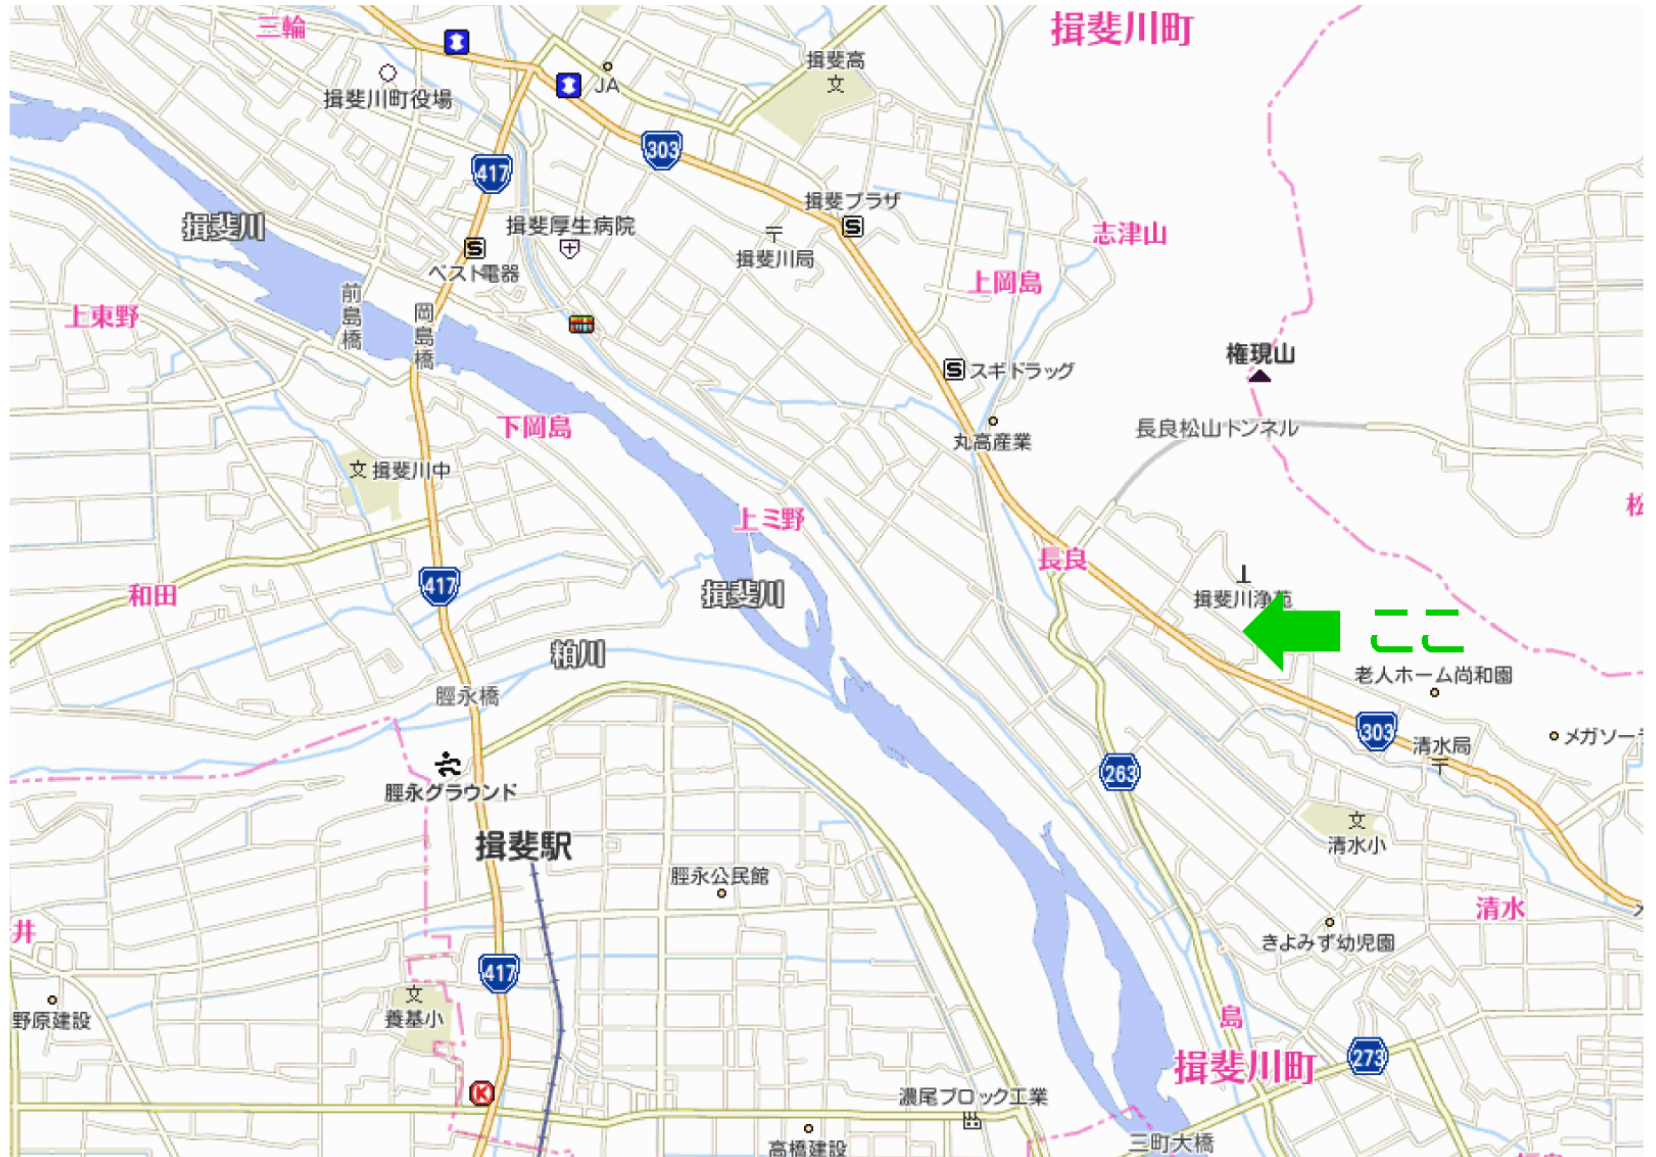 三輪
揖斐川町
JA
揖斐高
文
揖斐川町役場
303
417
揖斐プラザ
S
揖斐川
揖斐厚生病院
揖斐川局
志津山
S
ベスト電器
上岡島
前島橋
岡島橋
上東野
権現山
S スギドラッグ
下岡島
長良松山トンネル
丸高産業
文 揖斐川中
上ミ野
松
長良
417
和田
揖斐川
揖斐川浄苑
ここ
粕川
脛永橋
老人ホーム尚和園
303
清水局
メガソーラ
脛永グラウンド
263
文
清水小
揖斐駅
脛永公民館
清水
井
きよみず幼児園
417
文
養基小
野原建設
島
揖斐川町
273
K
濃尾ブロック工業
高橋建設
三町大橋